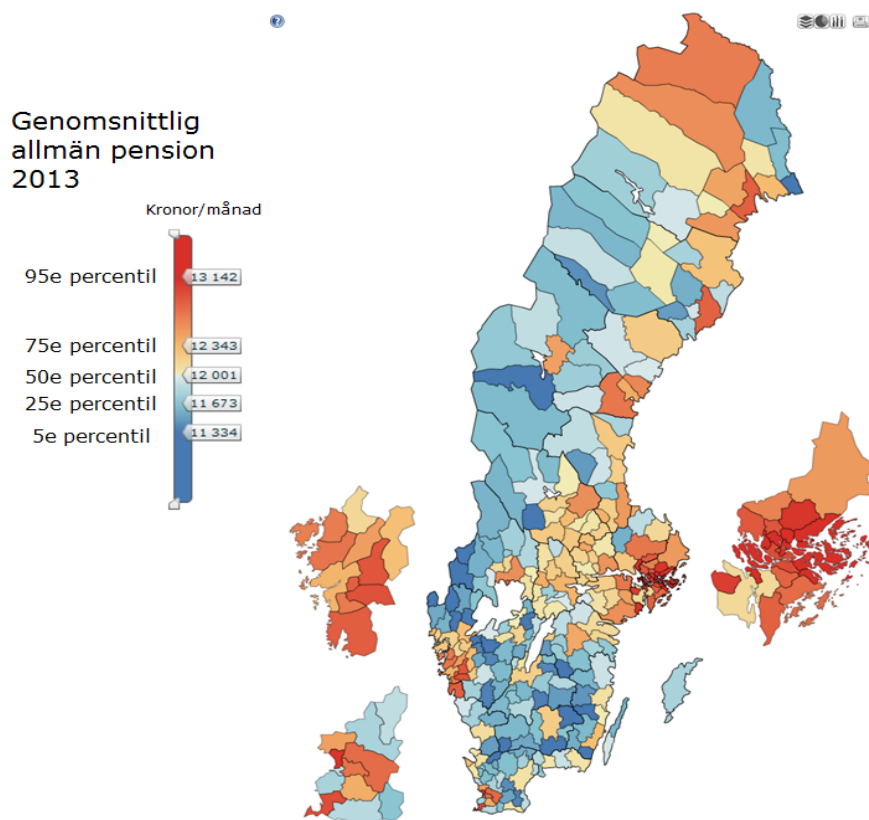 ?
Genomsnittlig
allmän pension
2013
Kronor/månad
95e percentil 13 142
75e percentil 12 343
50e percentil 12 001
25e percentil 11 673
5e percentil 11 334